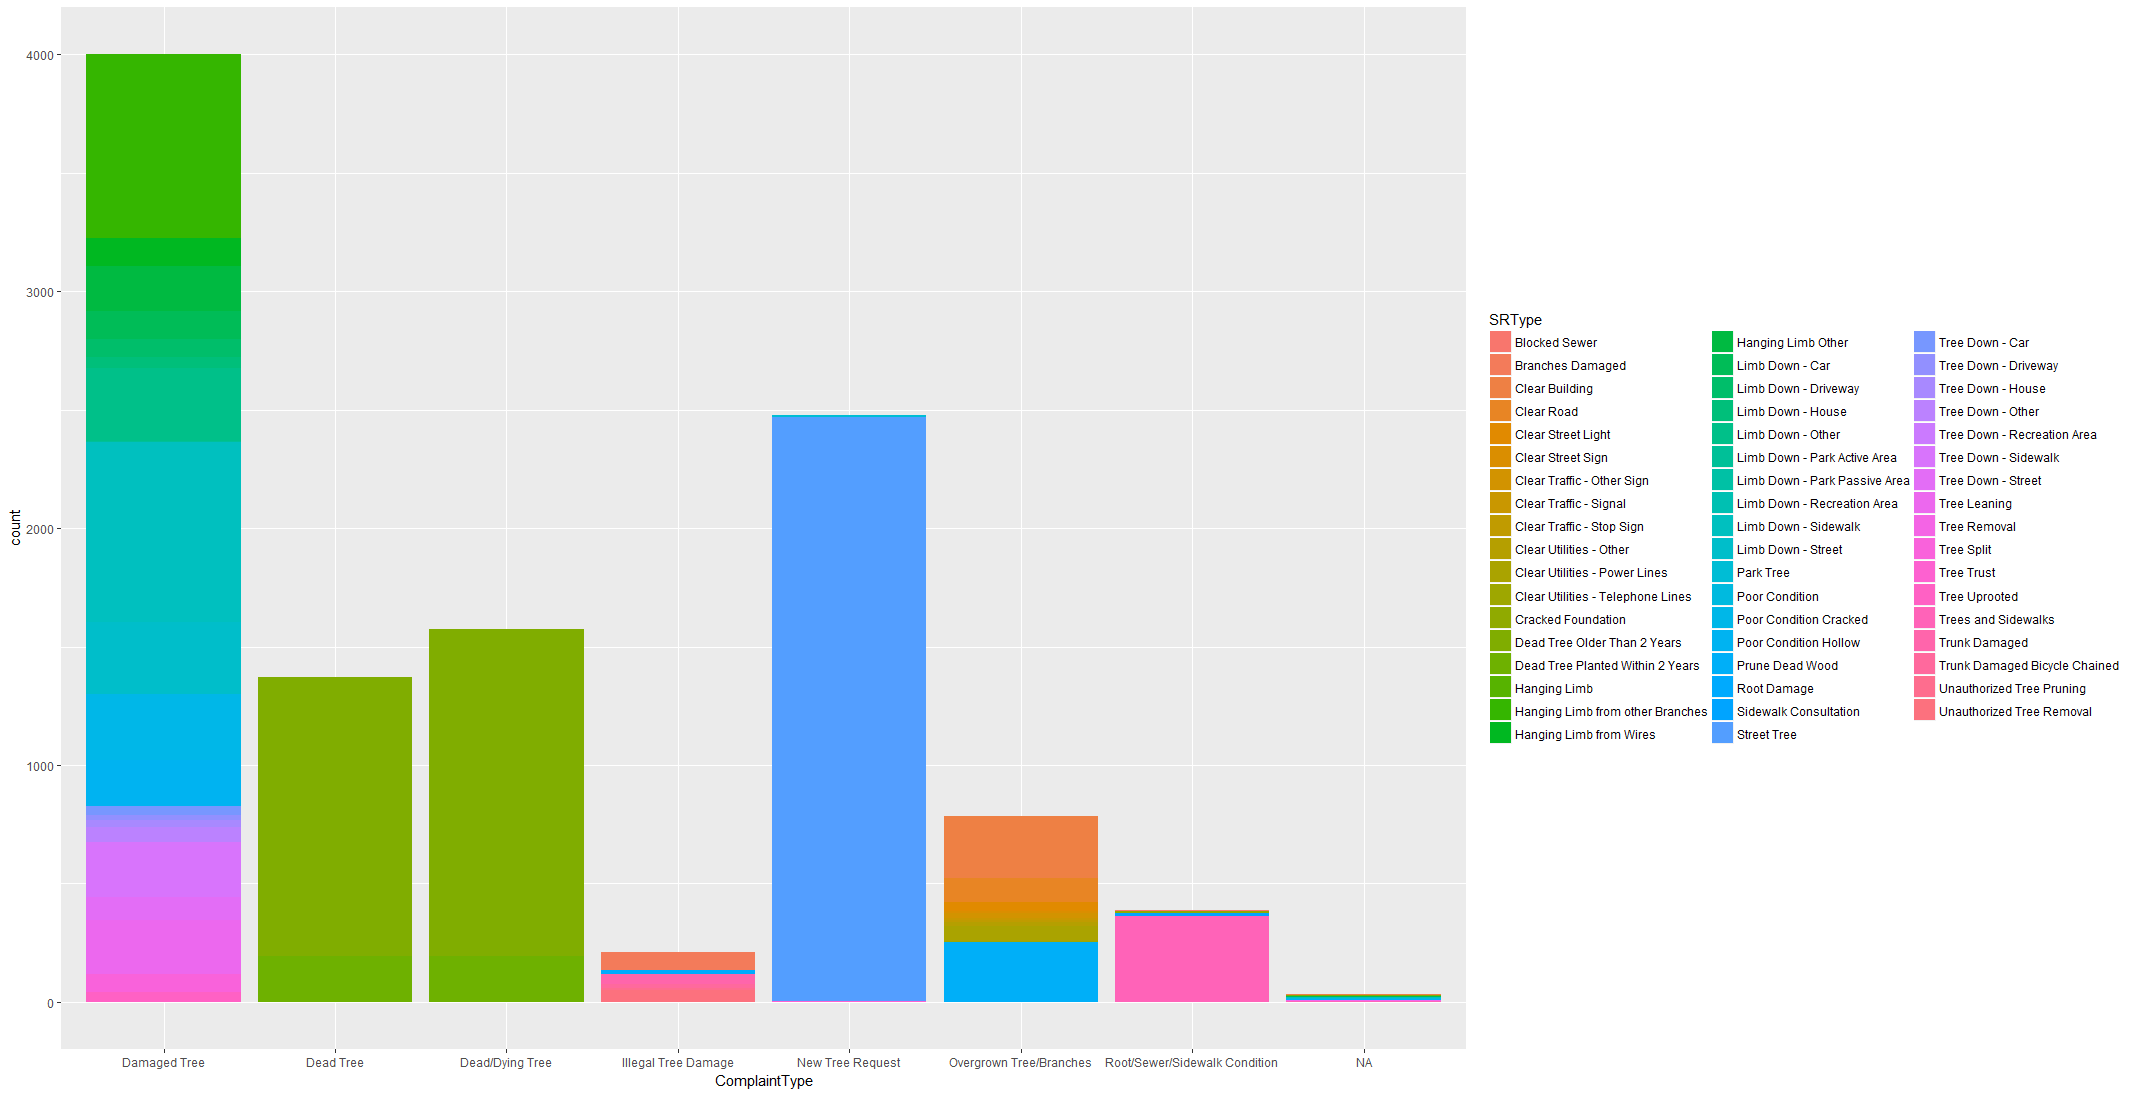 4000
3000
2000
1000
0
count
Damaged Tree
Dead Tree
Dead/Dying Tree
Illegal Tree Damage
New Tree Request
Overgrown Tree/Branches
Root/Sewer/Sidewalk Condition
NA
ComplaintType
SRType
Blocked Sewer
Branches Damaged
Clear Building
Clear Road
Clear Street Light
Clear Street Sign
Clear Traffic - Other Sign
Clear Traffic - Signal
Clear Traffic - Stop Sign
Clear Utilities - Other
Clear Utilities - Power Lines
Clear Utilities - Telephone Lines
Cracked Foundation
Dead Tree Older Than 2 Years
Dead Tree Planted Within 2 Years
Hanging Limb
Hanging Limb from other Branches
Hanging Limb from Wires
Hanging Limb Other
Limb Down - Car
Limb Down - Driveway
Limb Down - House
Limb Down - Other
Limb Down - Park Active Area
Limb Down - Park Passive Area
Limb Down - Recreation Area
Limb Down - Sidewalk
Limb Down - Street
Park Tree
Poor Condition
Poor Condition Cracked
Poor Condition Hollow
Prune Dead Wood
Root Damage
Sidewalk Consultation
Street Tree
Tree Down - Car
Tree Down - Driveway
Tree Down - House
Tree Down - Other
Tree Down - Recreation Area
Tree Down - Sidewalk
Tree Down - Street
Tree Leaning
Tree Removal
Tree Split
Tree Trust
Tree Uprooted
Trees and Sidewalks
Trunk Damaged
Trunk Damaged Bicycle Chained
Unauthorized Tree Pruning
Unauthorized Tree Removal